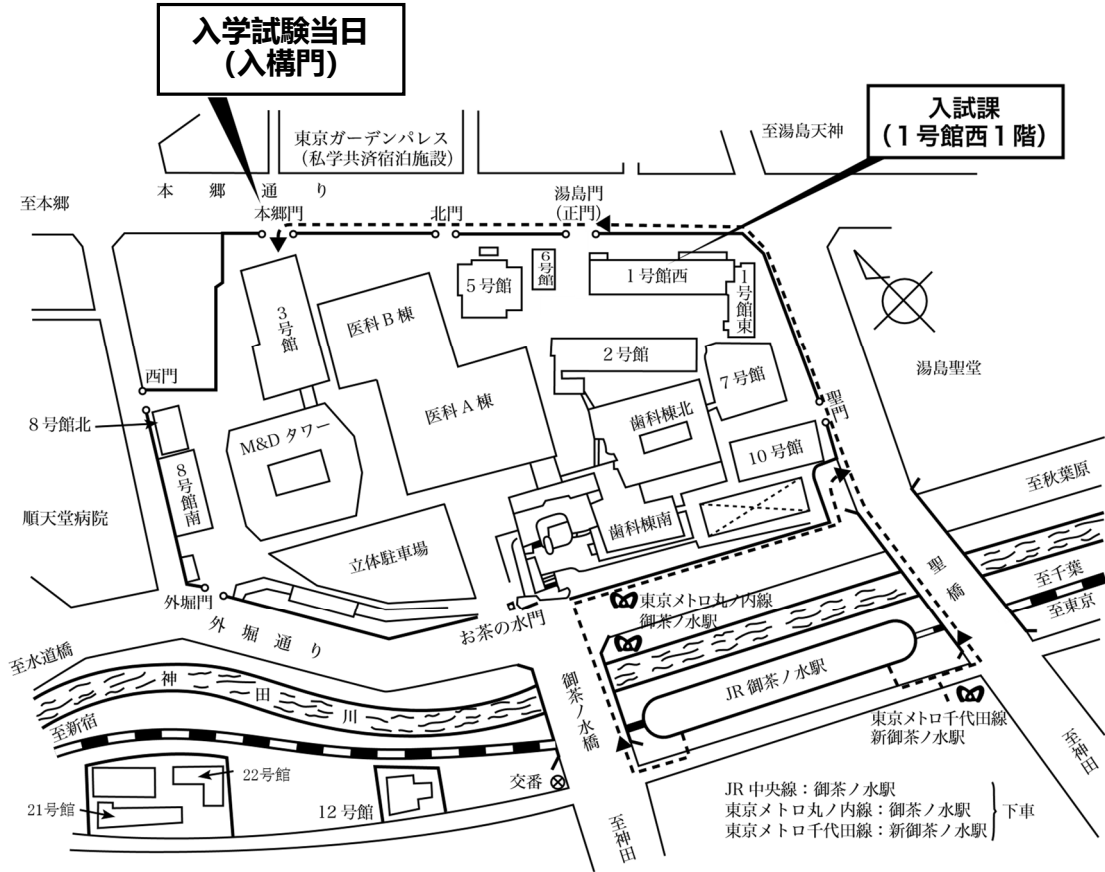 入学試験当日
(入構門)
入試課
(１号館西１階)
東京ガーデンパレス
(私学共済宿泊施設)
至湯島天神
本郷通り
至本郷
本郷門
北門
湯島門
(正門)
5号館
6号館
1号館西
1号館東
3号館
医科B棟
2号館
7号館
湯島聖堂
西門
8号館北
M&Dタワー
医科A棟
歯科棟北
聖門
10号館
8号館南
至秋葉原
順天堂病院
歯科棟南
立体駐車場
聖橋
至千葉
至東京
外堀門
お茶の水門
東京メトロ丸ノ内線
御茶ノ水駅
外堀通り
至水道橋
神田川
御茶ノ水橋
JR御茶ノ水駅
至新宿
東京メトロ千代田線
新御茶ノ水駅
至神田
22号館
21号館
12号館
交番
至神田
JR中央線：御茶ノ水駅
東京メトロ丸ノ内線：御茶ノ水駅
東京メトロ千代田線：新御茶ノ水駅
下車